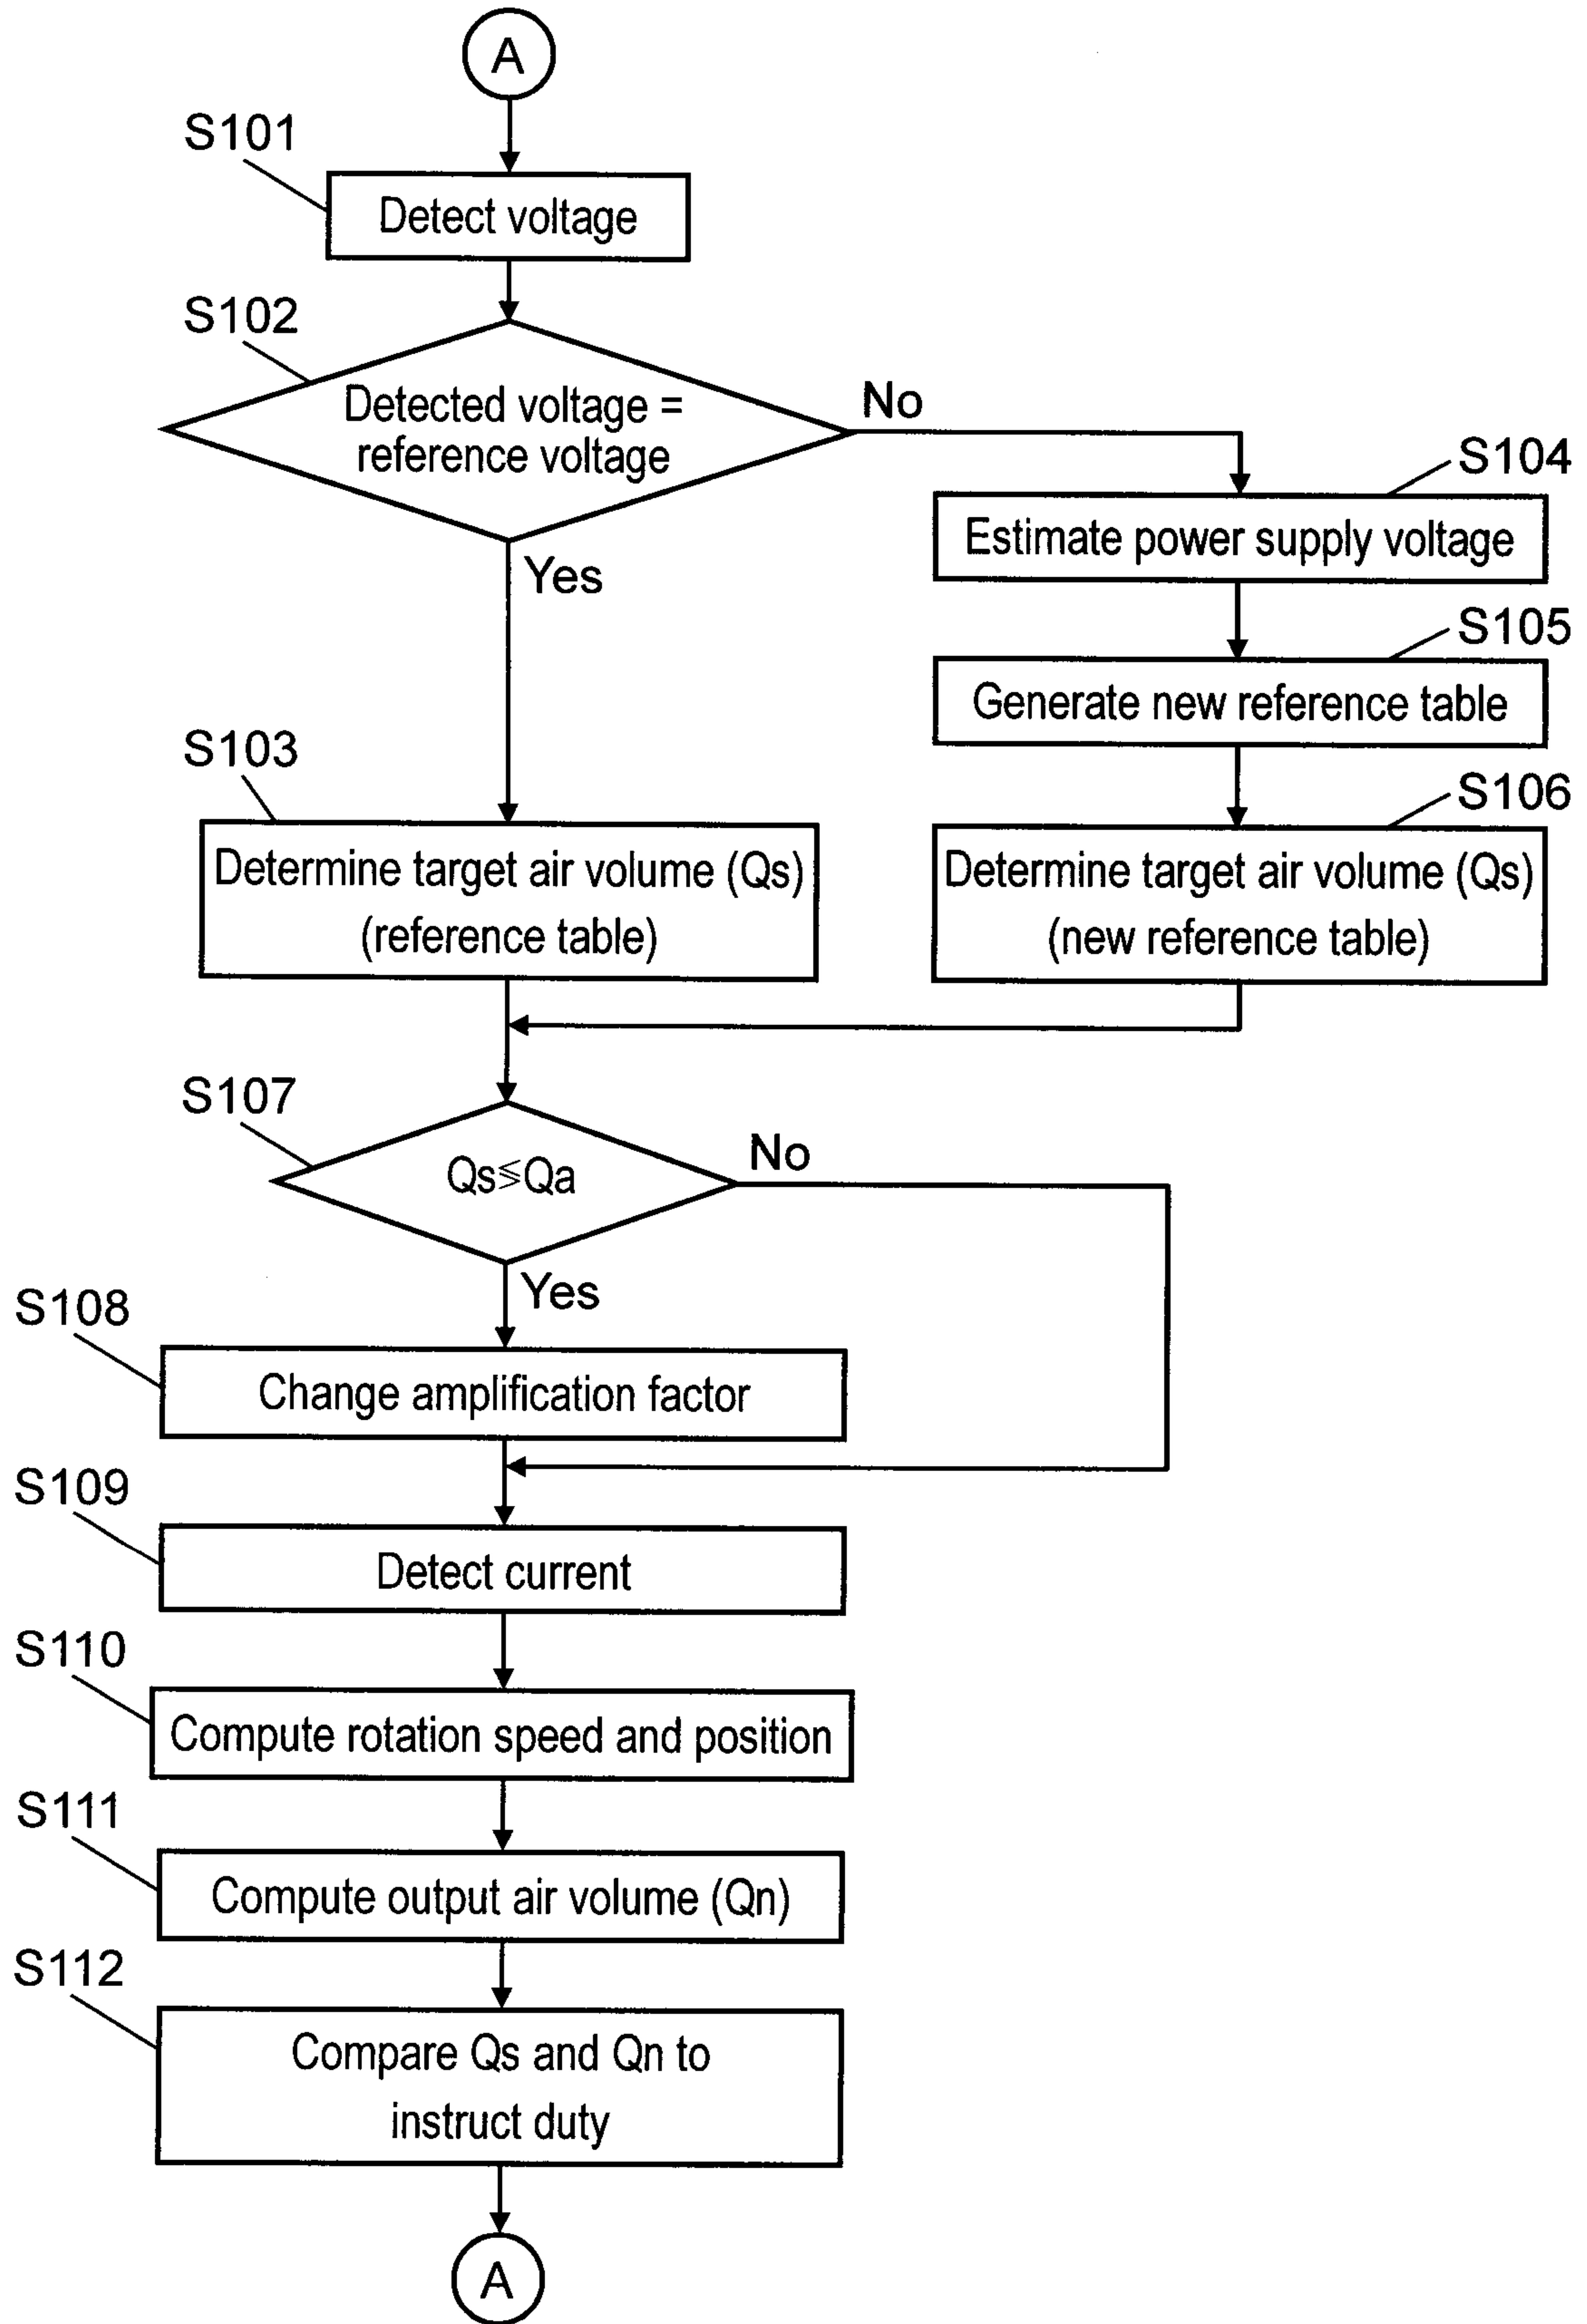 A
S101
Detect voltage
S102
Detected voltage =
reference voltage
No
Yes
S104
Estimate power supply voltage
S105
Generate new reference table
S103
Determine target air volume (Qs)
(reference table)
S106
Determine target air volume (Qs)
(new reference table)
S107
Qs≦Qa
No
Yes
S108
Change amplification factor
S109
Detect current
S110
Compute rotation speed and position
S111
Compute output air volume (Qn)
S112
Compare Qs and Qn to
instruct duty
A